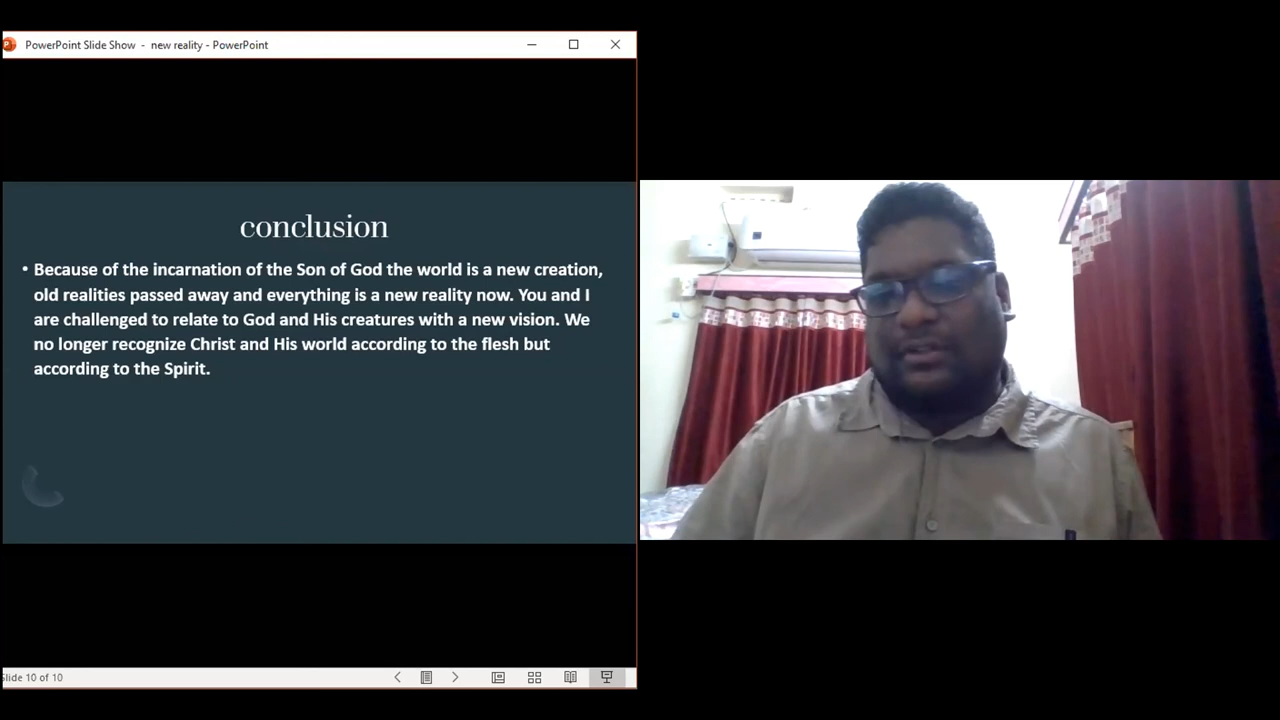 PowerPoint Slide Show - new reality - PowerPoint
conclusion
• Because of the incarnation of the Son of God the world is a new creation,
old realities passed away and everything is a new reality now. You and I
are challenged to relate to God and His creatures with a new vision. We
no longer recognize Christ and His world according to the flesh but
according to the Spirit.
Slide 10 of 10